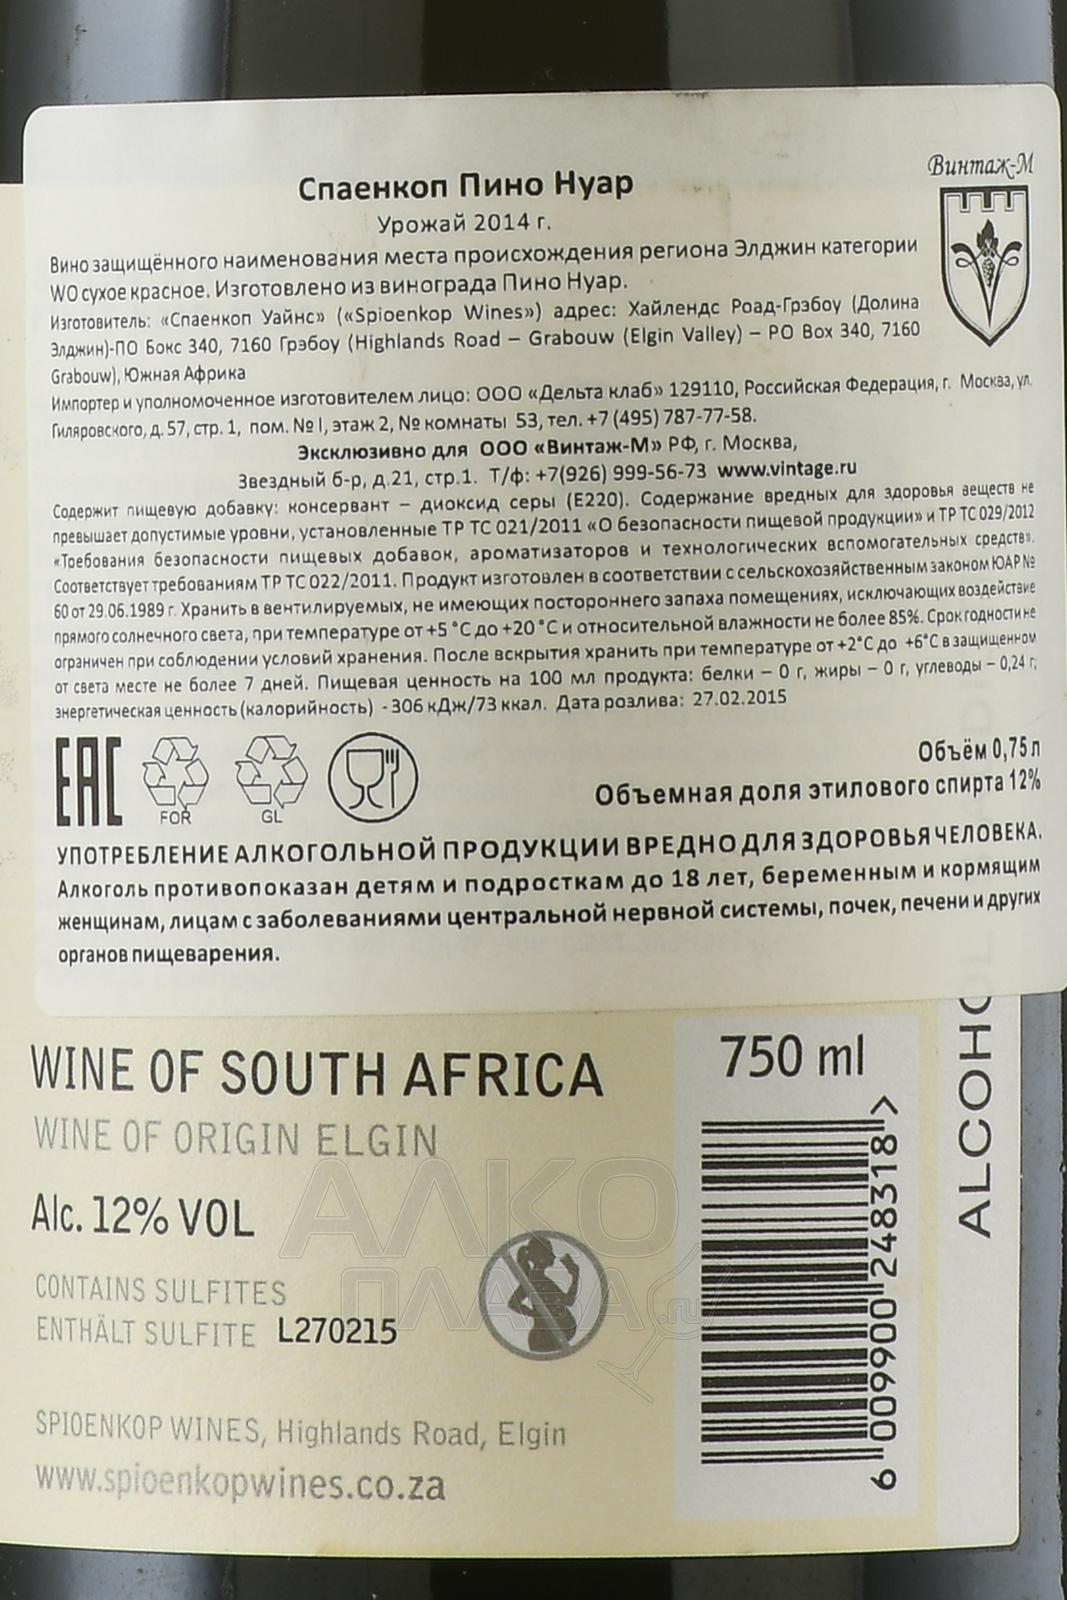 Винтаж-М
Спаенкоп Пино Нуар
Урожай 2014 г.
Вино защищённого наименования места происхождения региона Элджин категории
WO сухое красное. Изготовлено из винограда Пино Нуар.
Изготовитель: «Спаенкоп Уайнс» («Spioenkop Wines») адрес: Хайлендс Роад-Грэбоу (Долина
Элджин)-ПО Бокс 340, 7160 Грэбоу (Highlands Road – Grabouw (Elgin Valley) – PO Box 340, 7160
Grabouw), Южная Африка
Импортер и уполномоченное изготовителем лицо: ООО «Дельта клаб» 129110, Российская Федерация, г. Москва, ул.
Гиляровского, д. 57, стр. 1, пом. № I, этаж 2, № комнаты 53, тел. +7 (495) 787-77-58.
Эксклюзивно для ООО «Винтаж-М» РФ, г. Москва,
Звездный б-р, д.21, стр.1. Т/ф: +7(926) 999-56-73 www.vintage.ru
Содержит пищевую добавку: консервант – диоксид серы (Е220). Содержание вредных для здоровья веществ не
превышает допустимые уровни, установленные ТР ТС 021/2011 «О безопасности пищевой продукции» и ТР ТС 029/2012
«Требования безопасности пищевых добавок, ароматизаторов и технологических вспомогательных средств».
Соответствует требованиям ТР ТС 022/2011. Продукт изготовлен в соответствии с сельскохозяйственным законом ЮАР №
60 от 29.06.1989 г. Хранить в вентилируемых, не имеющих постороннего запаха помещениях, исключающих воздействие
прямого солнечного света, при температуре от +5 °С до +20 °С и относительной влажности не более 85%. Срок годности не
ограничен при соблюдении условий хранения. После вскрытия хранить при температуре от +2°С до +6°С в защищенном
от света месте не более 7 дней. Пищевая ценность на 100 мл продукта: белки – 0 г, жиры – 0 г, углеводы – 0,24 г;
энергетическая ценность (калорийность) - 306 кДж/73 ккал. Дата розлива: 27.02.2015
EAC
FOR
GL
Объём 0,75 л
Объемная доля этилового спирта 12%
УПОТРЕБЛЕНИЕ АЛКОГОЛЬНОЙ ПРОДУКЦИИ ВРЕДНО ДЛЯ ЗДОРОВЬЯ ЧЕЛОВЕКА.
Алкоголь противопоказан детям и подросткам до 18 лет, беременным и кормящим
женщинам, лицам с заболеваниями центральной нервной системы, почек, печени и других
органов пищеварения.
WINE OF SOUTH AFRICA
WINE OF ORIGIN ELGIN
Alc. 12% VOL
CONTAINS SULFITES
ENTHÄLT SULFITE L270215
SPIOENKOP WINES, Highlands Road, Elgin
www.spioenkopwines.co.za
750 ml
6 009900 248318 >
ALCOHO
АЛКО
ПЛАЗА.ru